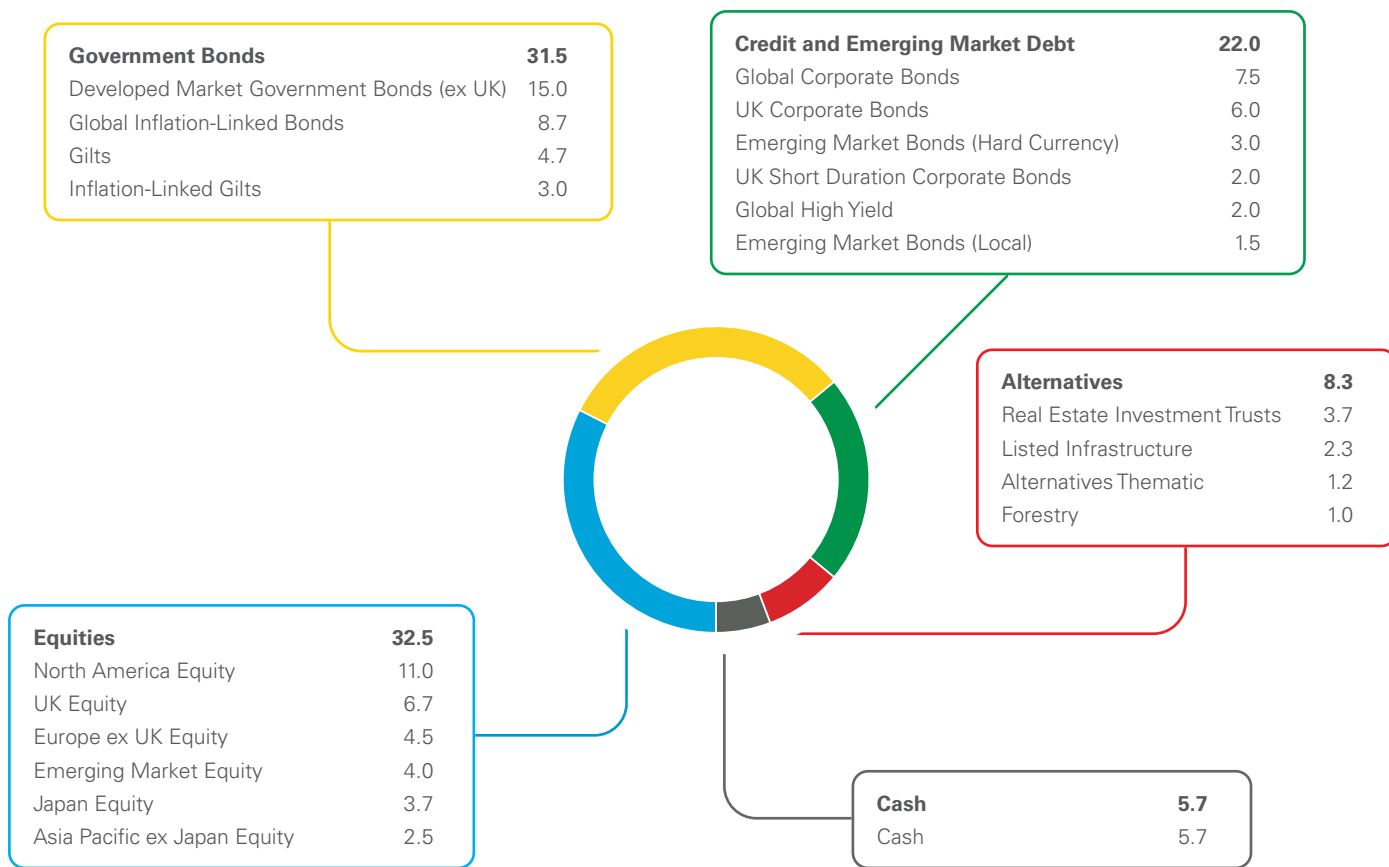 Government Bonds 31.5
Developed Market Government Bonds (ex UK) 15.0
Global Inflation-Linked Bonds 8.7
Gilts 4.7
Inflation-Linked Gilts 3.0
Credit and Emerging Market Debt 22.0
Global Corporate Bonds 7.5
UK Corporate Bonds 6.0
Emerging Market Bonds (Hard Currency) 3.0
UK Short Duration Corporate Bonds 2.0
Global High Yield 2.0
Emerging Market Bonds (Local) 1.5
Alternatives 8.3
Real Estate Investment Trusts 3.7
Listed Infrastructure 2.3
Alternatives Thematic 1.2
Forestry 1.0
Equities 32.5
North America Equity 11.0
UK Equity 6.7
Europe ex UK Equity 4.5
Emerging Market Equity 4.0
Japan Equity 3.7
Asia Pacific ex Japan Equity 2.5
Cash 5.7
Cash 5.7